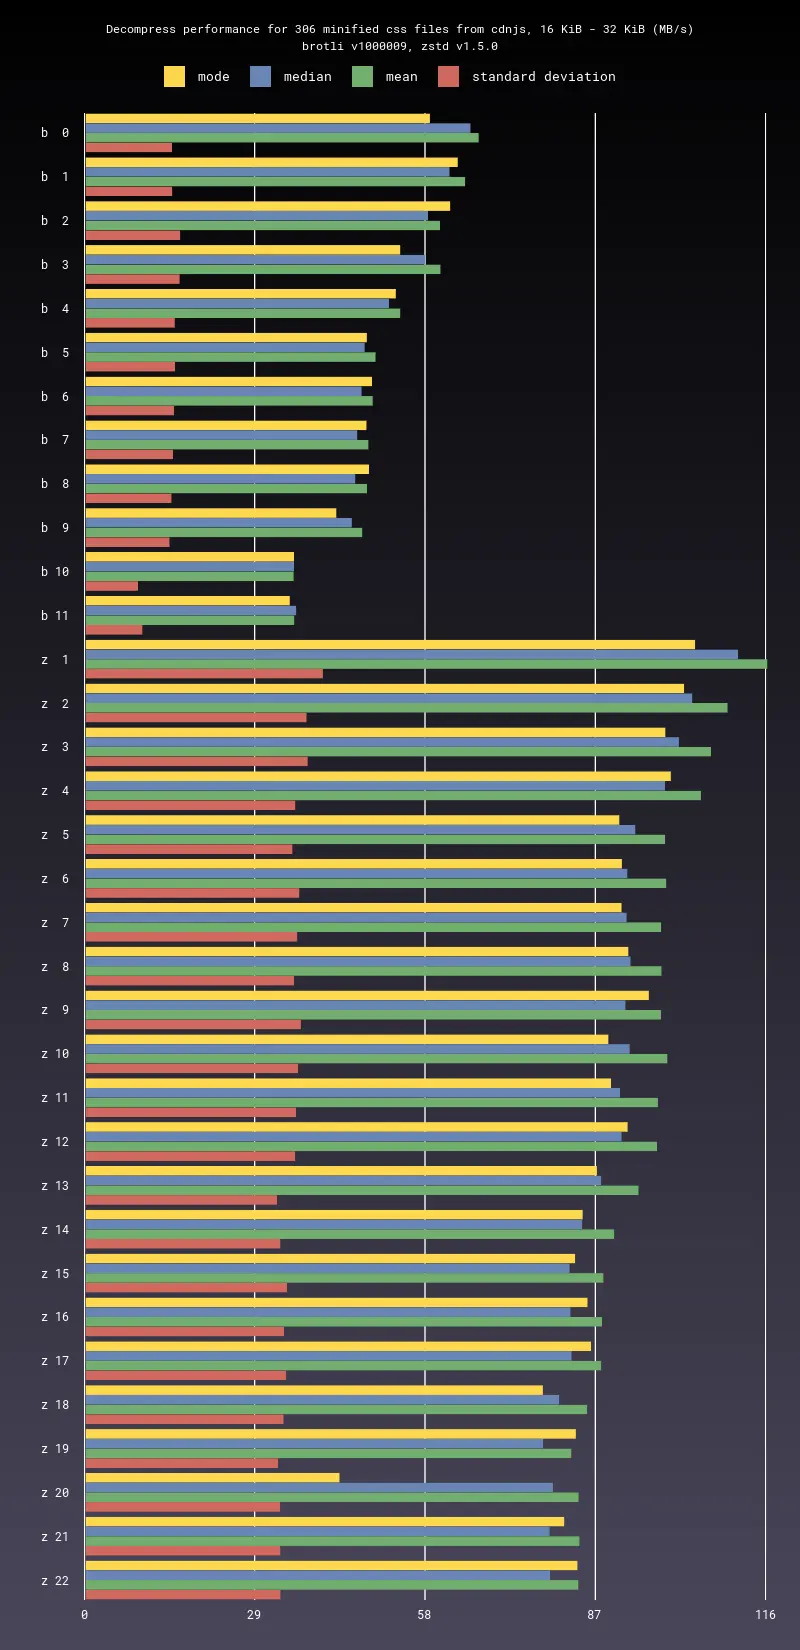 Decompress performance for 306 minified css files from cdnjs, 16 KiB - 32 KiB (MB/s)
brotli v1000009, zstd v1.5.0
mode median mean standard deviation
b 0
b 1
b 2
b 3
b 4
b 5
b 6
b 7
b 8
b 9
b 10
b 11
z 1
z 2
z 3
z 4
z 5
z 6
z 7
z 8
z 9
z 10
z 11
z 12
z 13
z 14
z 15
z 16
z 17
z 18
z 19
z 20
z 21
z 22
0 29 58 87 116